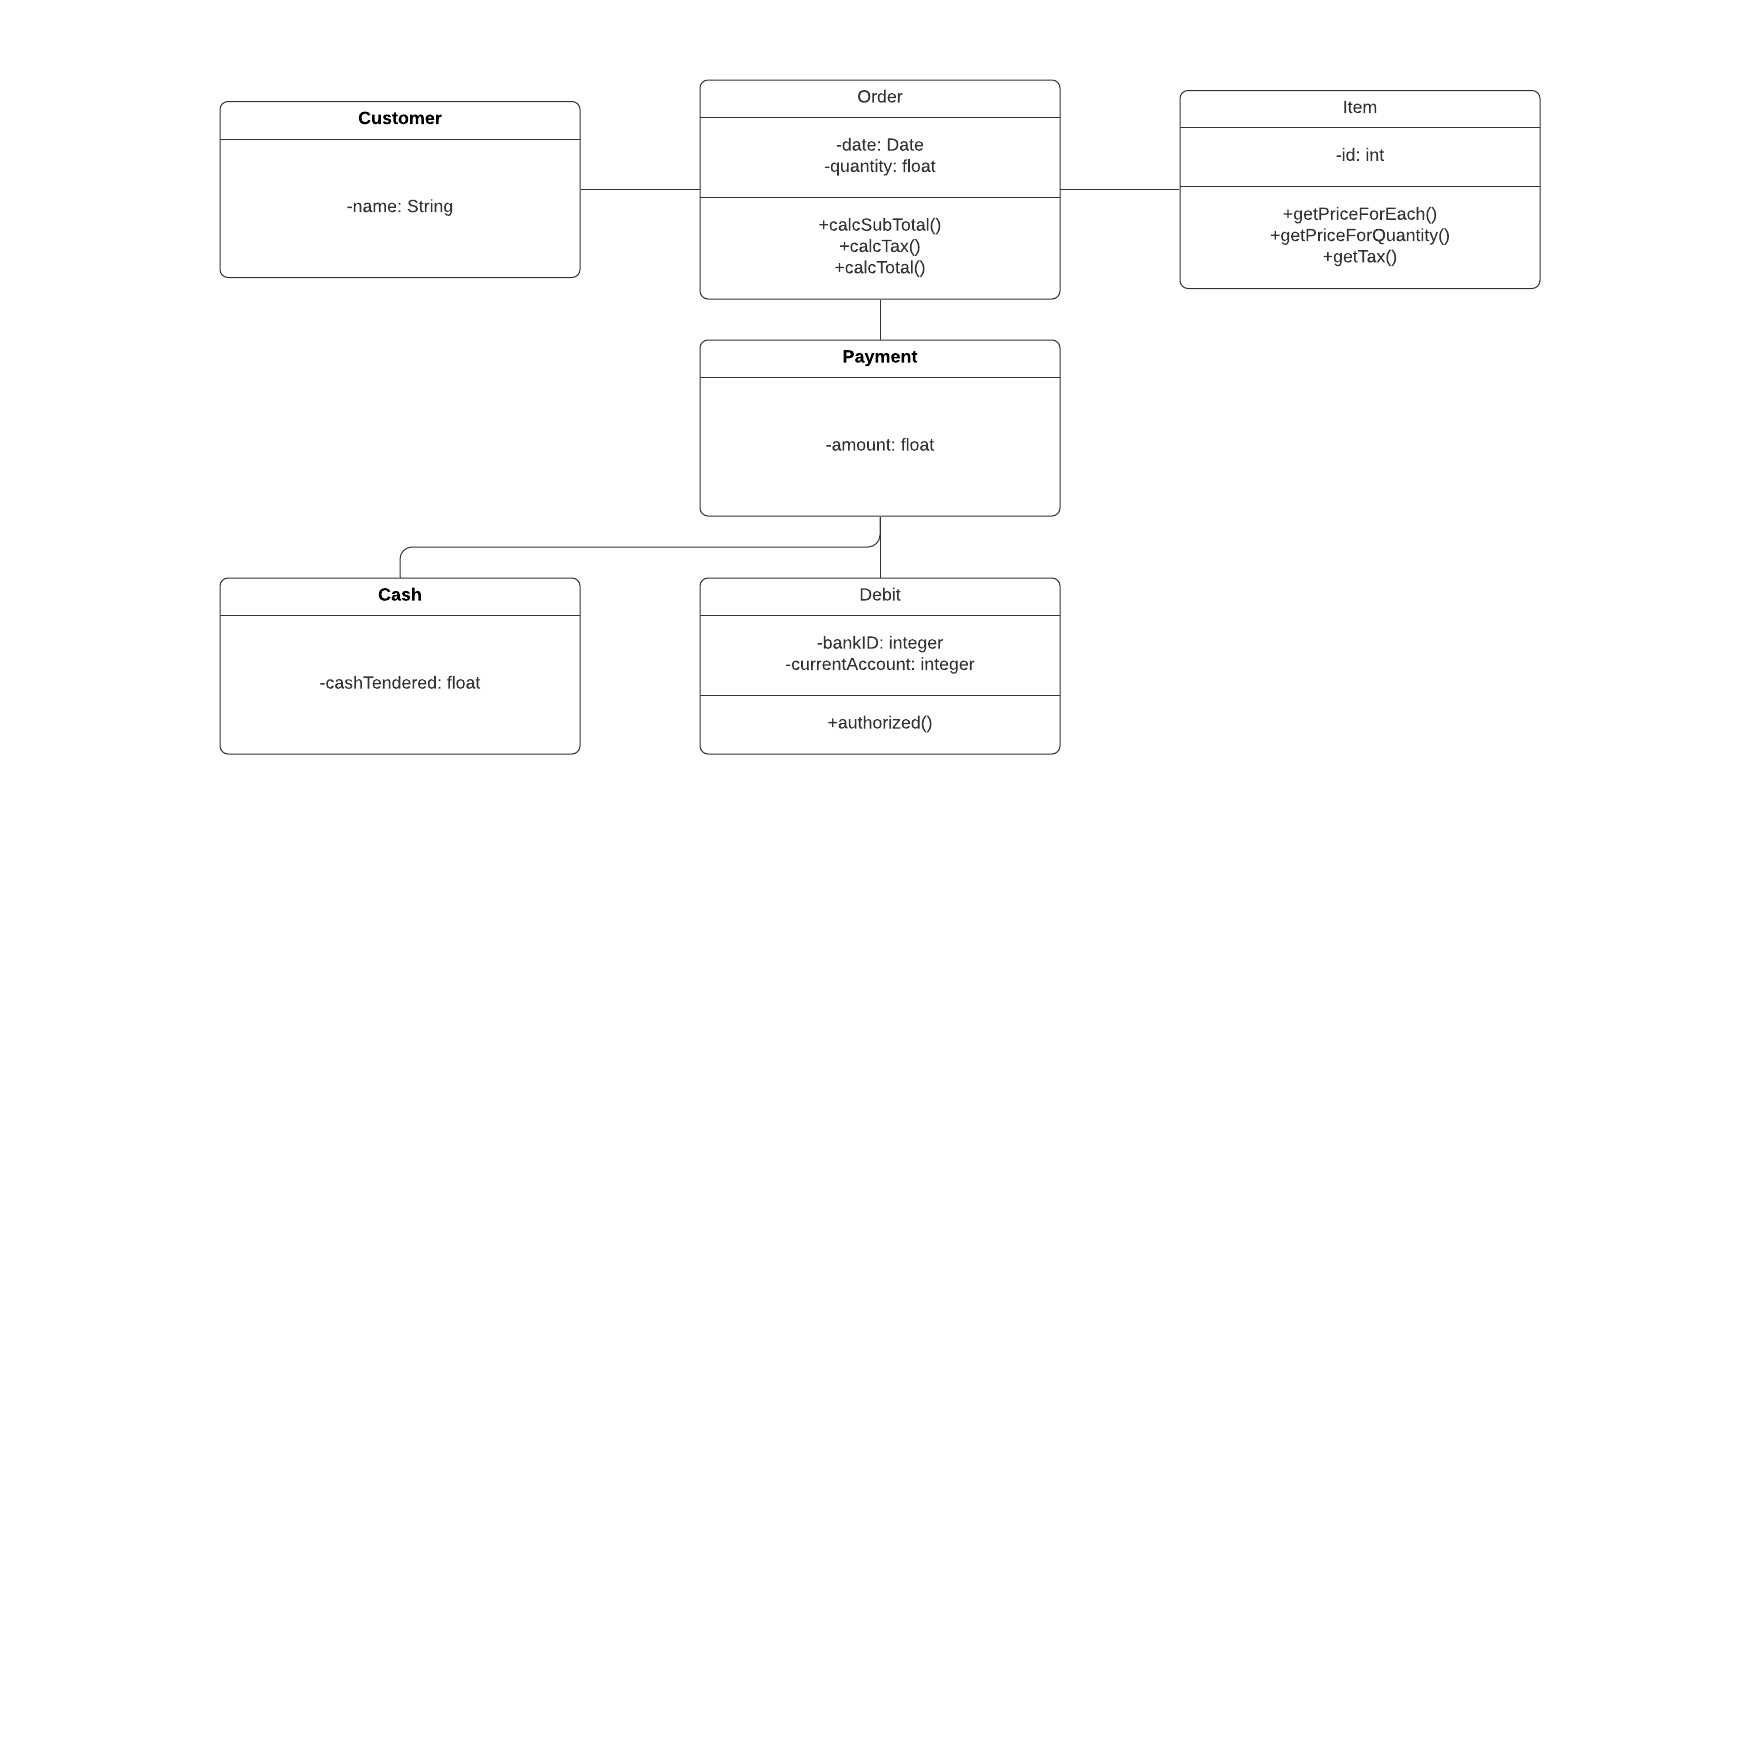 Customer
-name: String
Order
-date: Date
-quantity: float
+calcSubTotal()
+calcTax()
+calcTotal()
Item
-id: int
+getPriceForEach()
+getPriceForQuantity()
+getTax()
Payment
-amount: float
Cash
-cashTendered: float
Debit
-bankID: integer
-currentAccount: integer
+authorized()